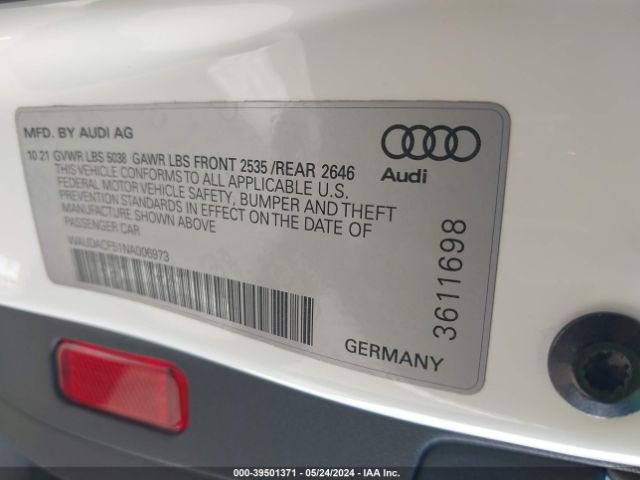 MFD. BY AUDI AG
10 21 GVWR LBS 5038 GAWR LBS FRONT 2535 /REAR 2646
THIS VEHICLE CONFORMS TO ALL APPLICABLE U.S.
FEDERAL MOTOR VEHICLE SAFETY, BUMPER AND THEFT
PREVENTION STANDARDS IN EFFECT ON THE DATE OF
MANUFACTURE SHOWN ABOVE
PASSENGER CAR
WAUDACF51NA006973
Audi
3611698
GERMANY
000-39501371 | 05/24/2024 — IAA Inc.